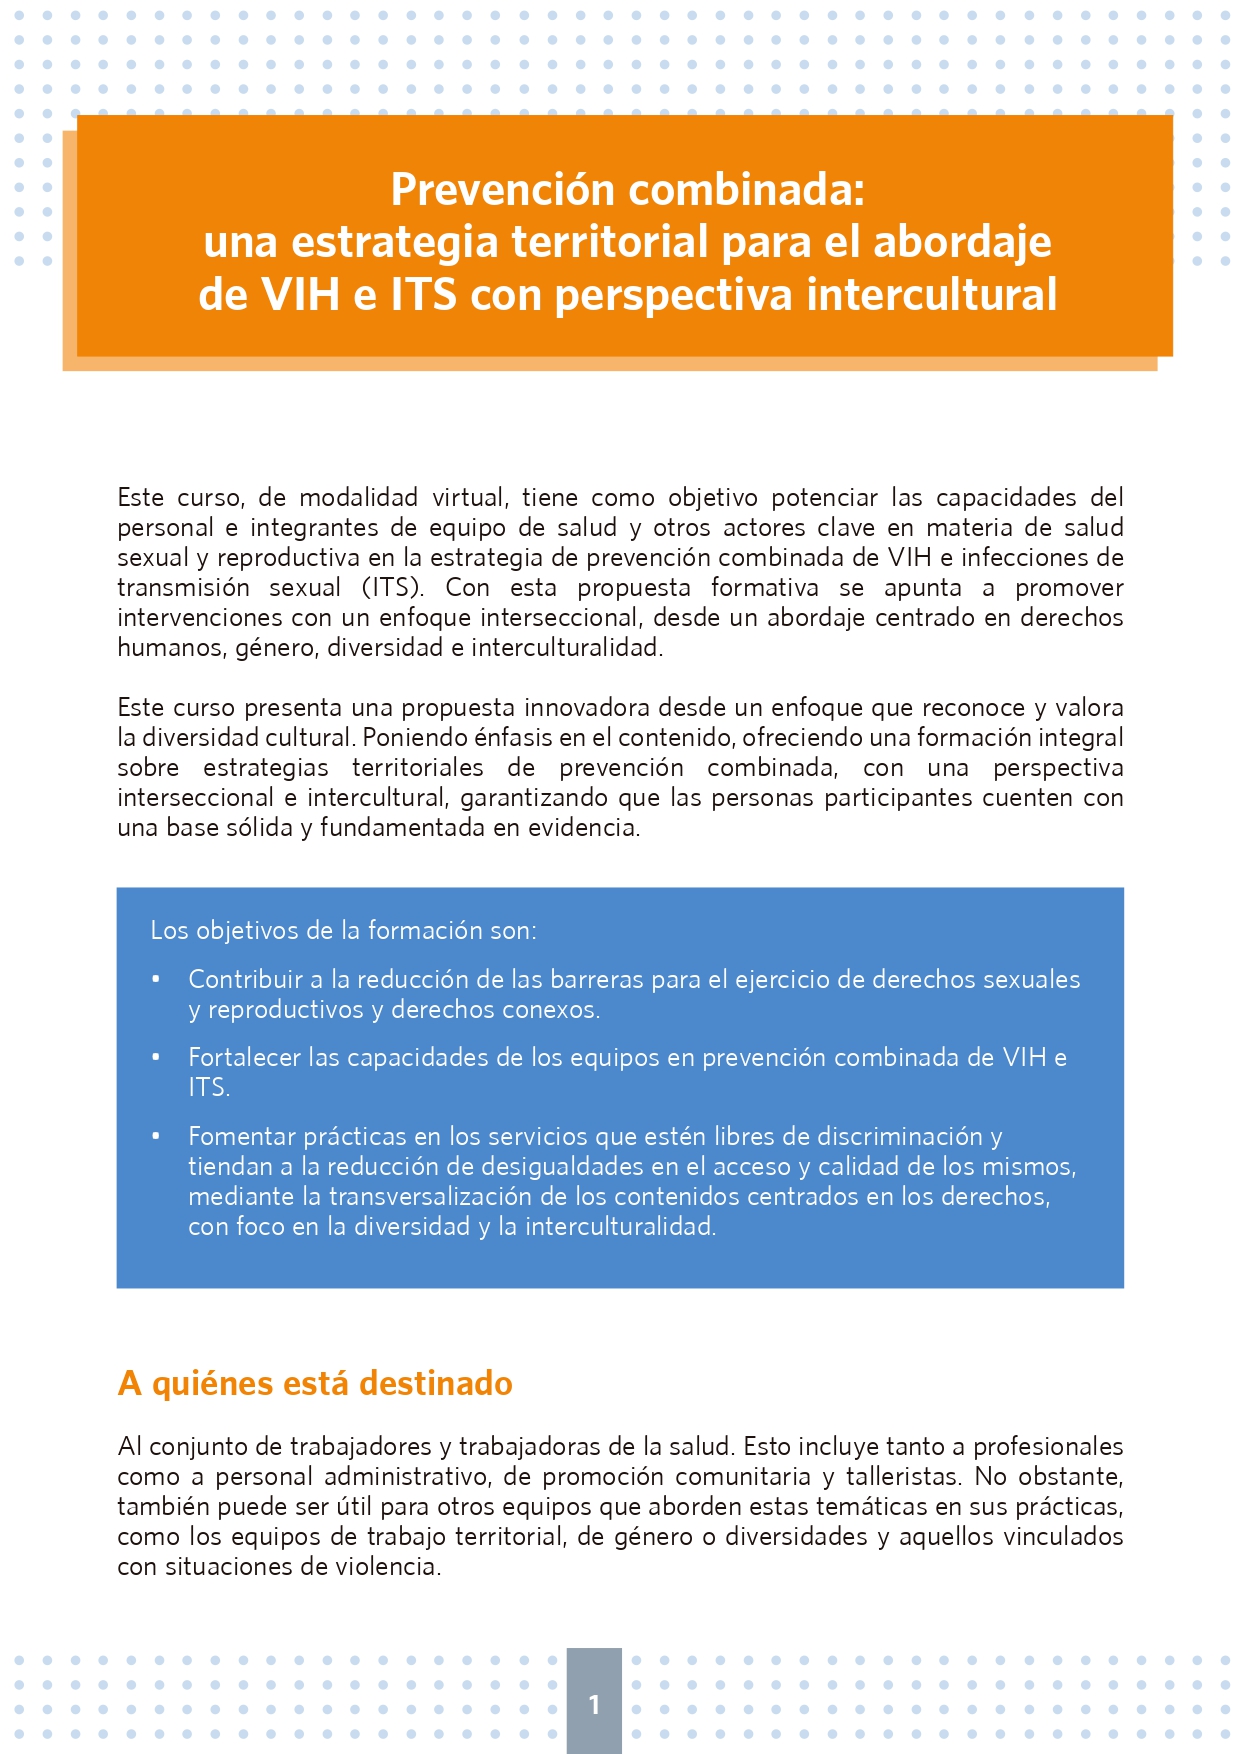 Prevención combinada:
una estrategia territorial para el abordaje
de VIH e ITS con perspectiva intercultural
Este curso, de modalidad virtual, tiene como objetivo potenciar las capacidades del
personal e integrantes de equipo de salud y otros actores clave en materia de salud
sexual y reproductiva en la estrategia de prevención combinada de VIH e infecciones de
transmisión sexual (ITS). Con esta propuesta formativa se apunta a promover
intervenciones con un enfoque interseccional, desde un abordaje centrado en derechos
humanos, género, diversidad e interculturalidad.
Este curso presenta una propuesta innovadora desde un enfoque que reconoce y valora
la diversidad cultural. Poniendo énfasis en el contenido, ofreciendo una formación integral
sobre estrategias territoriales de prevención combinada, con una perspectiva
interseccional e intercultural, garantizando que las personas participantes cuenten con
una base sólida y fundamentada en evidencia.
Los objetivos de la formación son:
• Contribuir a la reducción de las barreras para el ejercicio de derechos sexuales
y reproductivos y derechos conexos.
• Fortalecer las capacidades de los equipos en prevención combinada de VIH e
ITS.
• Fomentar prácticas en los servicios que estén libres de discriminación y
tiendan a la reducción de desigualdades en el acceso y calidad de los mismos,
mediante la transversalización de los contenidos centrados en los derechos,
con foco en la diversidad y la interculturalidad.
A quiénes está destinado
Al conjunto de trabajadores y trabajadoras de la salud. Esto incluye tanto a profesionales
como a personal administrativo, de promoción comunitaria y talleristas. No obstante,
también puede ser útil para otros equipos que aborden estas temáticas en sus prácticas,
como los equipos de trabajo territorial, de género o diversidades y aquellos vinculados
con situaciones de violencia.
1